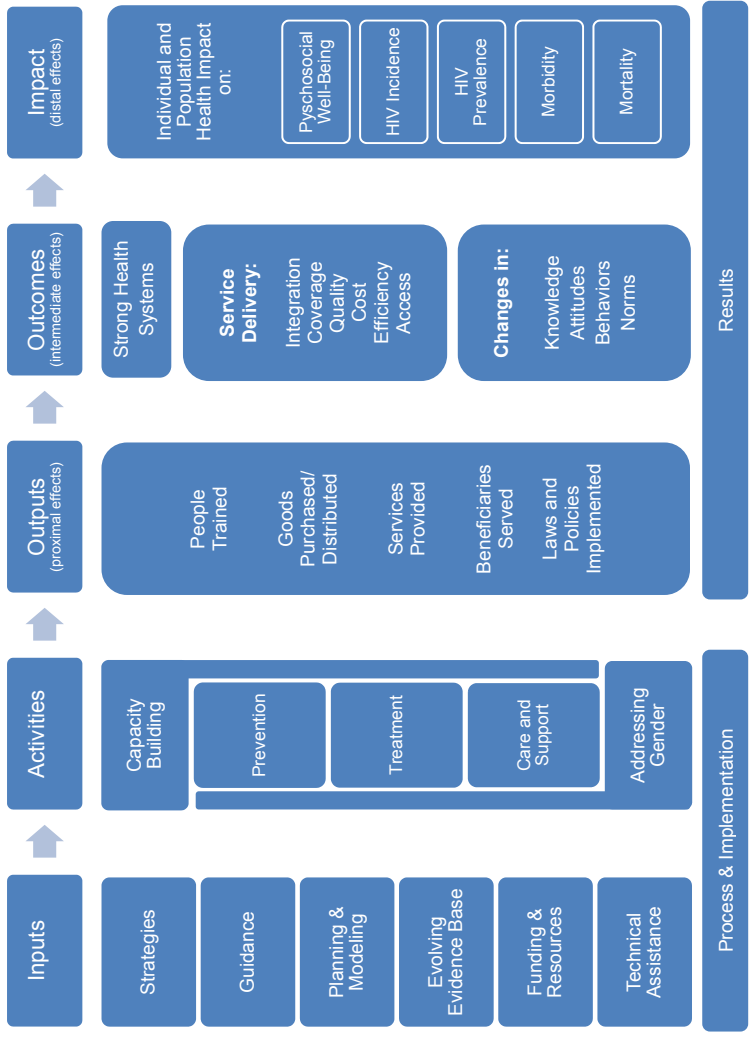 Inputs
Activities
Outputs
(proximal effects)
Outcomes
(intermediate effects)
Impact
(distal effects)
Strategies
Guidance
Planning &
Modeling
Evolving
Evidence Base
Funding &
Resources
Technical
Assistance
Capacity
Building
Prevention
Treatment
Care and
Support
Addressing
Gender
People
Trained
Goods
Purchased/
Distributed
Services
Provided
Beneficiaries
Served
Laws and
Policies
Implemented
Strong Health
Systems
Service
Delivery:
Integration
Coverage
Quality
Cost
Efficiency
Access
Changes in:
Knowledge
Attitudes
Behaviors
Norms
Individual and
Population
Health Impact
on:
Pyschosocial
Well-Being
HIV Incidence
HIV
Prevalence
Morbidity
Mortality
Process & Implementation
Results